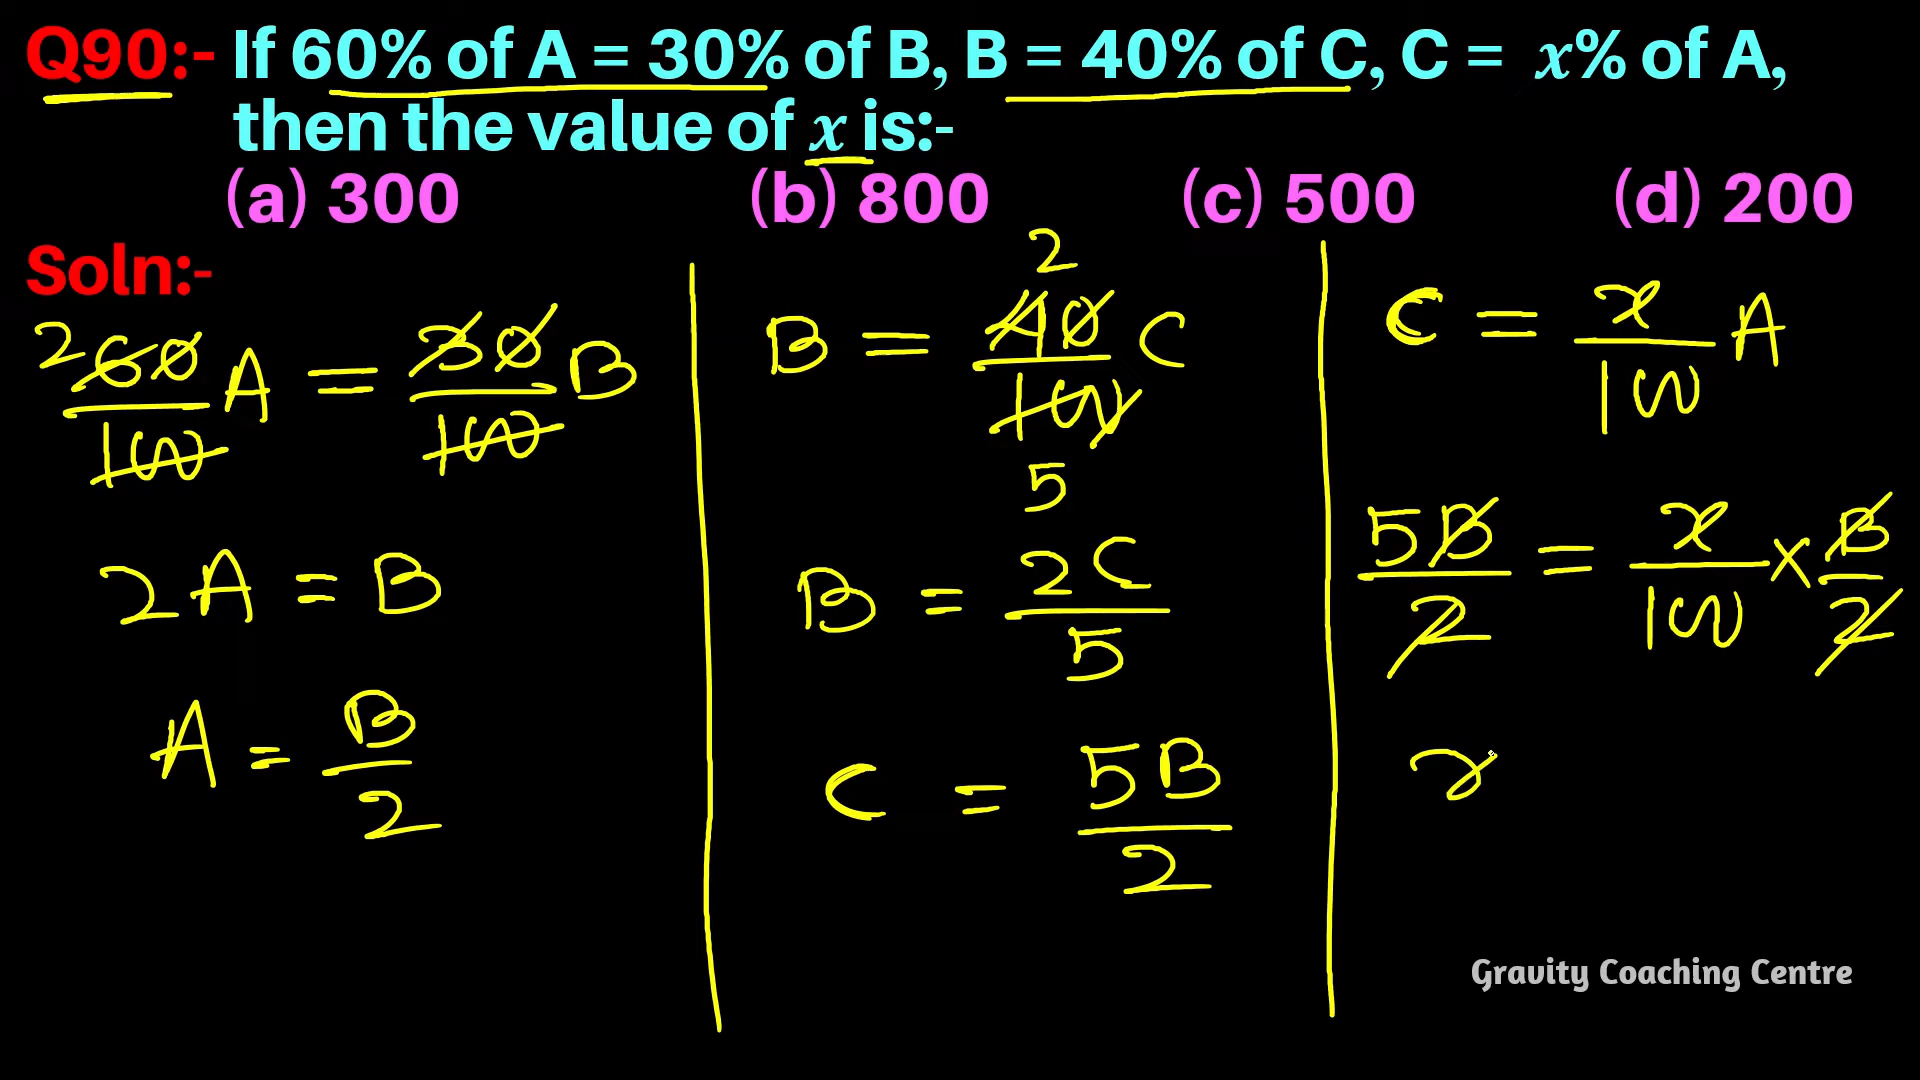 Q90:- If 60% of A = 30% of B, B = 40% of C, C = x% of A,
then the value of x is:-
(a) 300 (b) 800 (c) 500 (d) 200
Soln:-
2 60/100 A = 30/100 B
2A = B
A = B/2
2
B = 40/100 C
5
B = 2C/5
C = 5B/2
C = x/100 A
5B/2 = x/100 × B/2
Gravity Coaching Centre